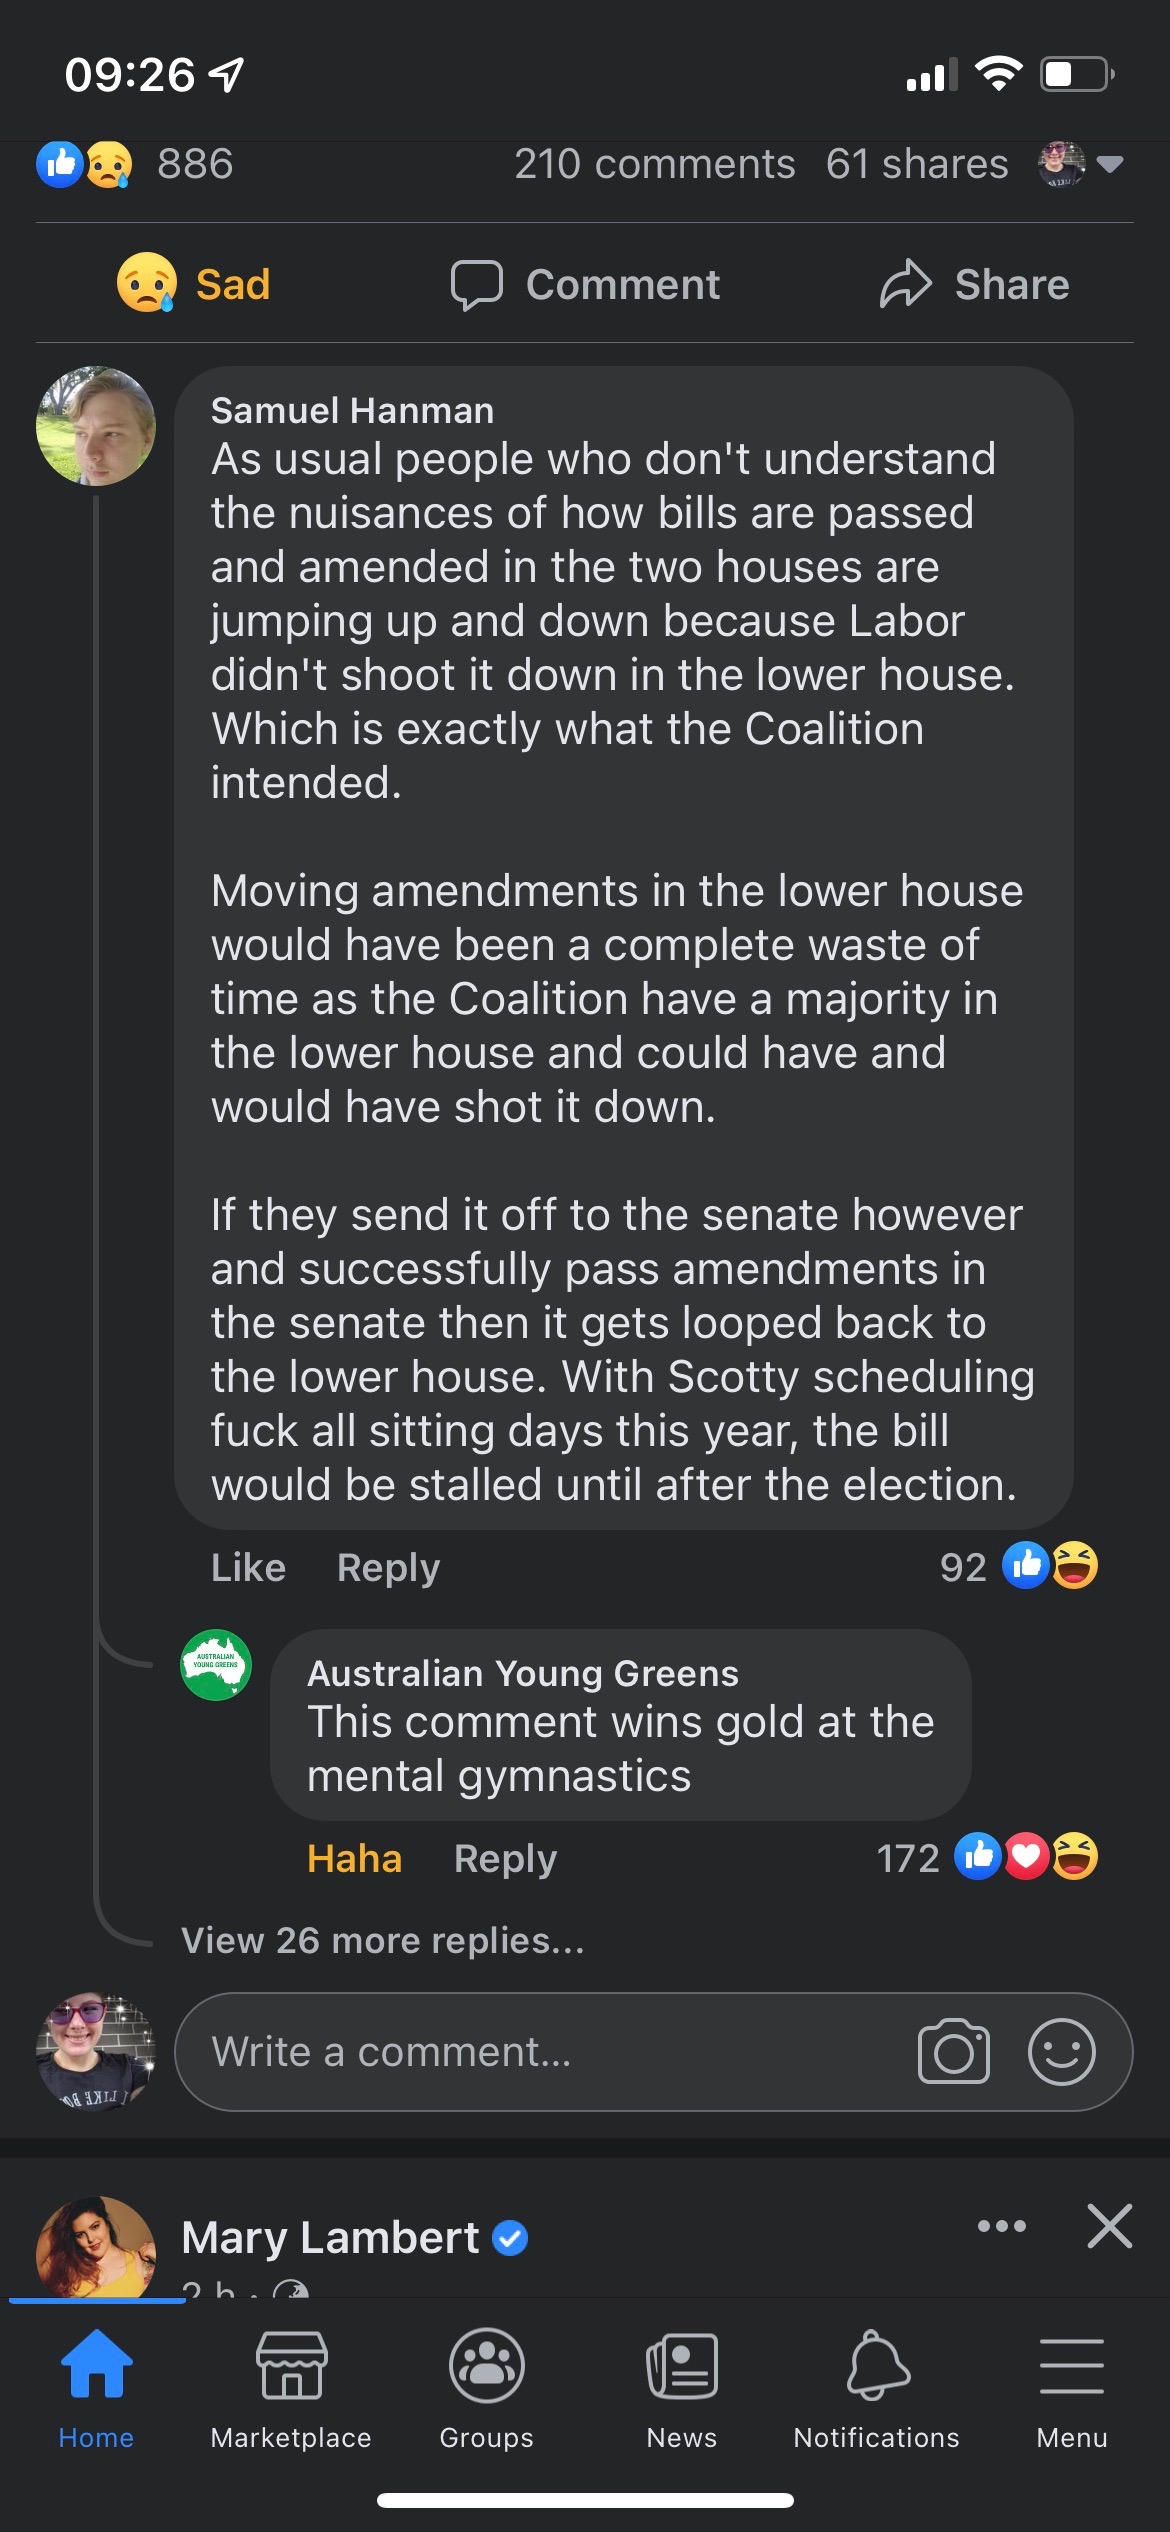 09:26
886
210 comments 61 shares
Sad
Comment
Share
Samuel Hanman
As usual people who don't understand
the nuisances of how bills are passed
and amended in the two houses are
jumping up and down because Labor
didn't shoot it down in the lower house.
Which is exactly what the Coalition
intended.
Moving amendments in the lower house
would have been a complete waste of
time as the Coalition have a majority in
the lower house and could have and
would have shot it down.
If they send it off to the senate however
and successfully pass amendments in
the senate then it gets looped back to
the lower house. With Scotty scheduling
fuck all sitting days this year, the bill
would be stalled until after the election.
Like Reply 92
AUSTRALIAN
YOUNG GREENS
Australian Young Greens
This comment wins gold at the
mental gymnastics
Haha Reply 172
View 26 more replies...
Write a comment...
Mary Lambert
2 h ·
Home Marketplace Groups News Notifications Menu